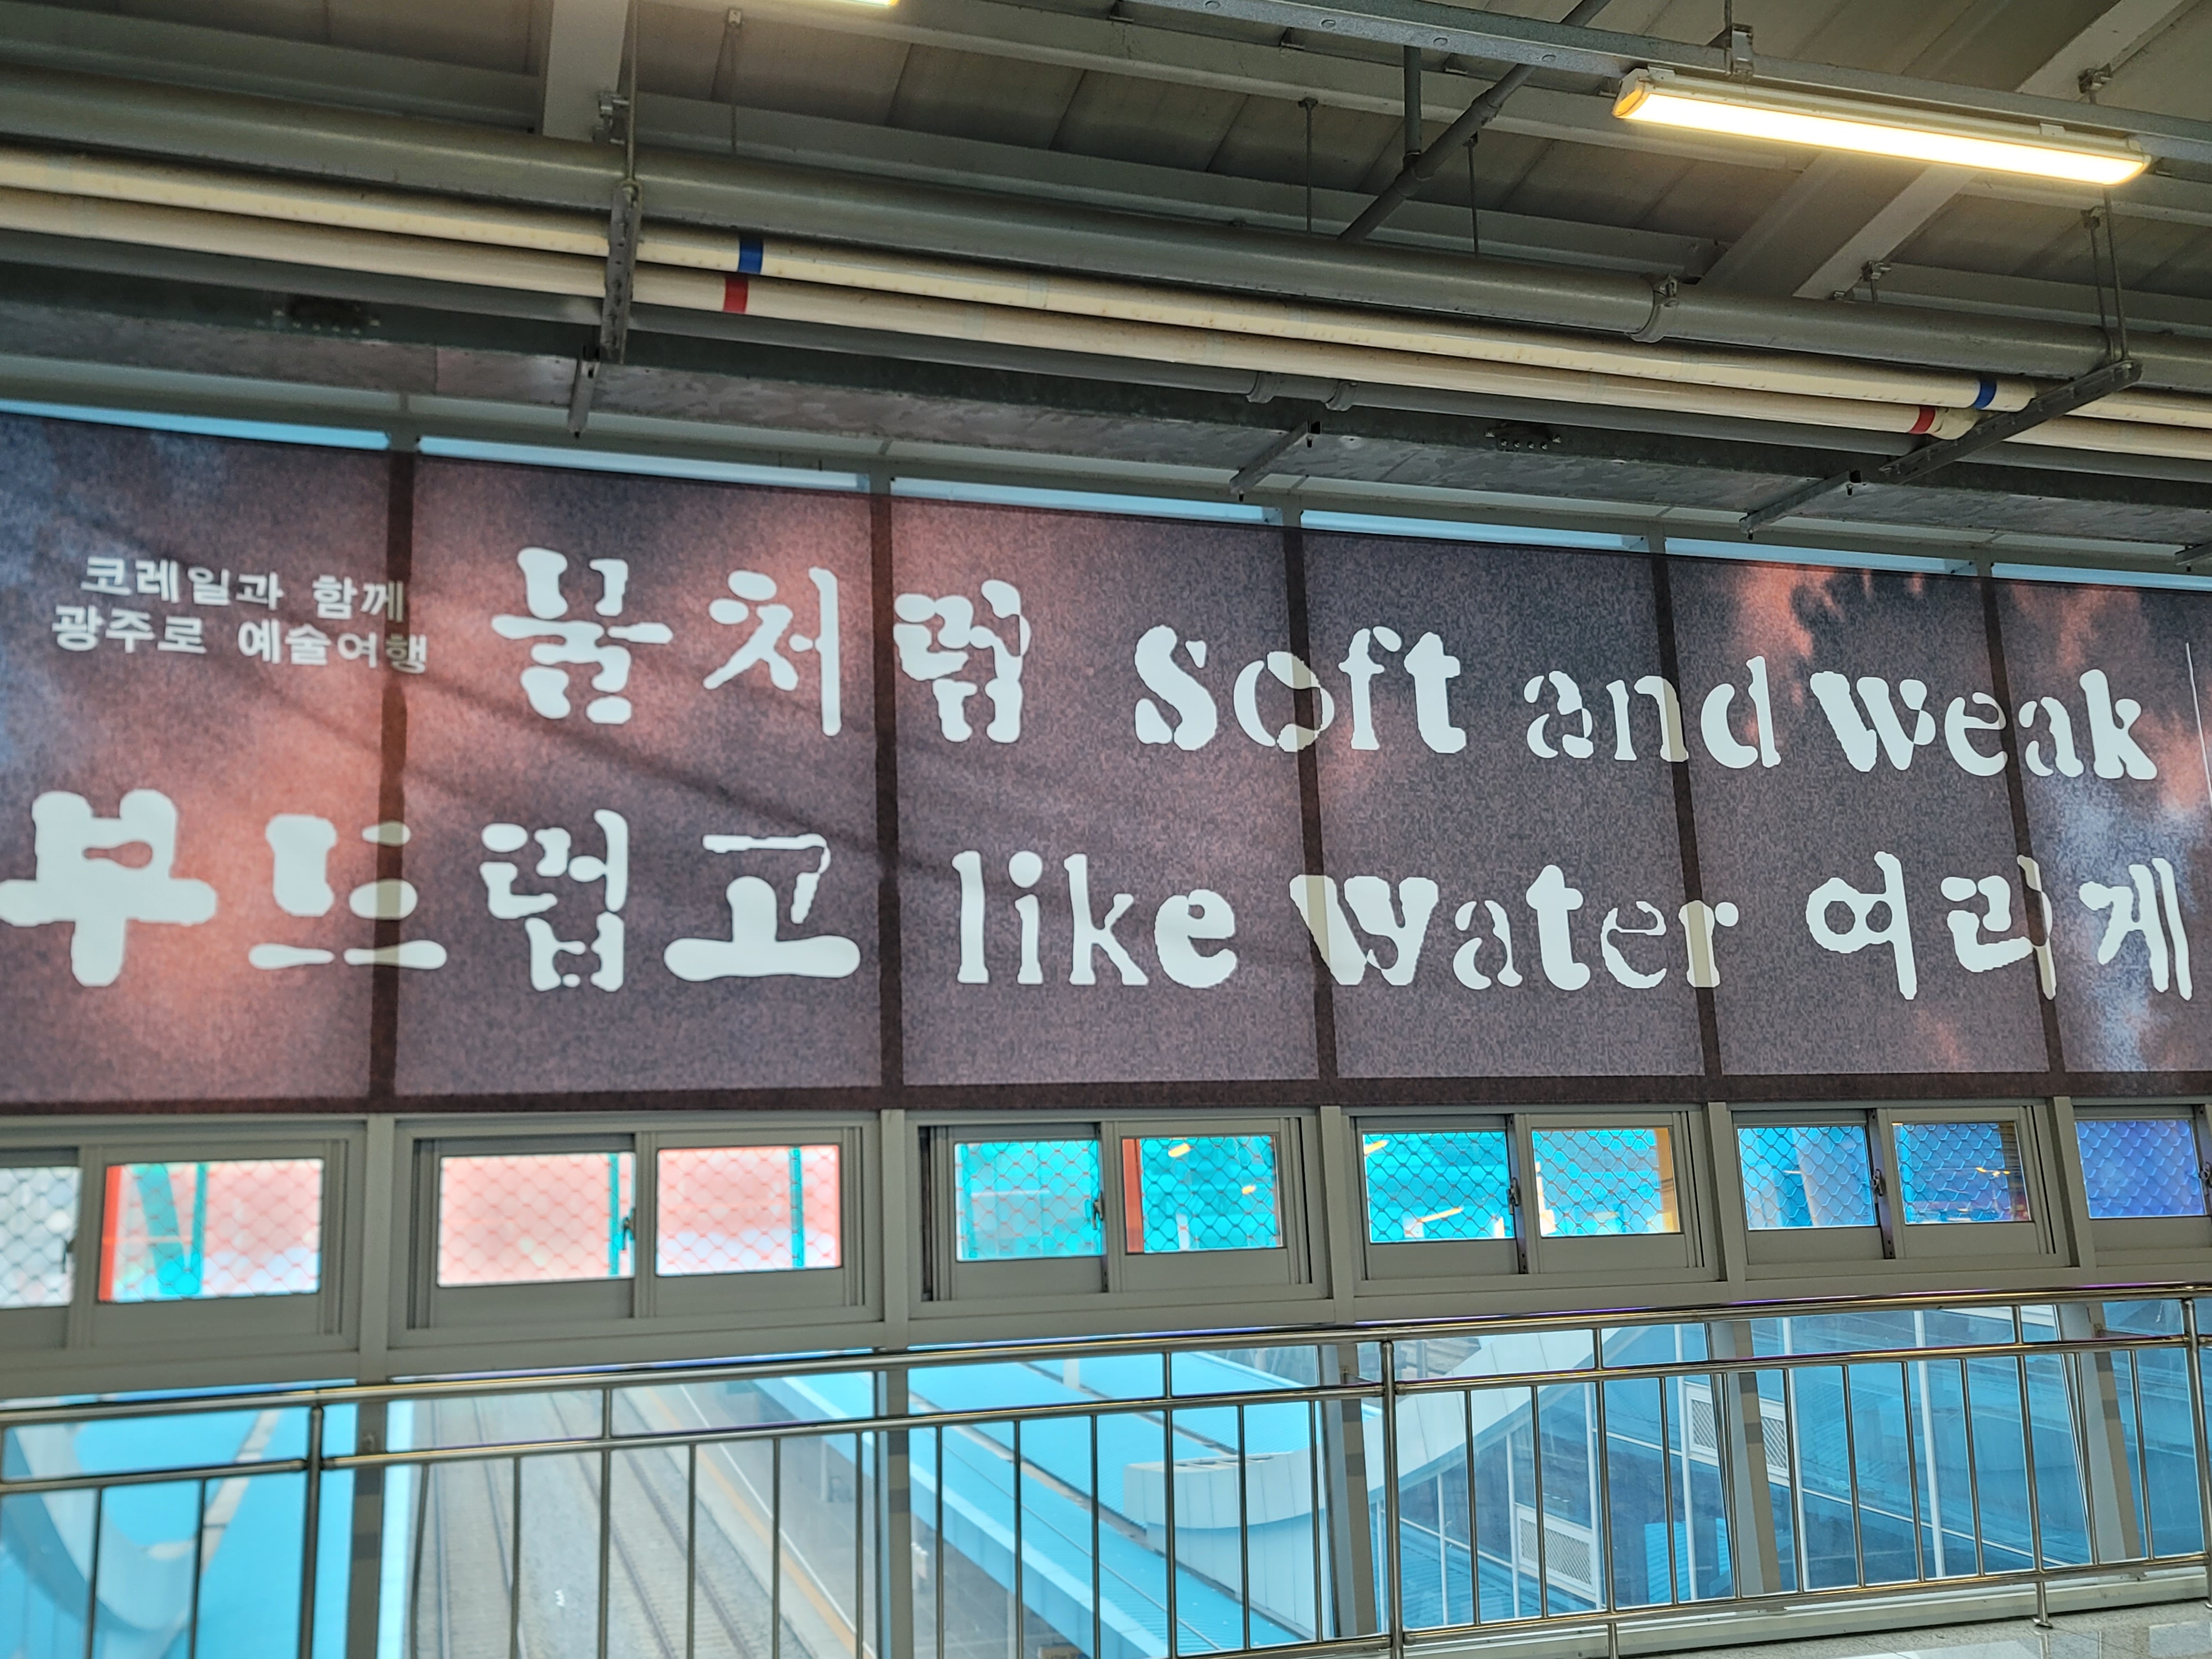 코레일과 함께
광주로 예술여행
물처럼 soft and weak
부드럽고 like water 여리게